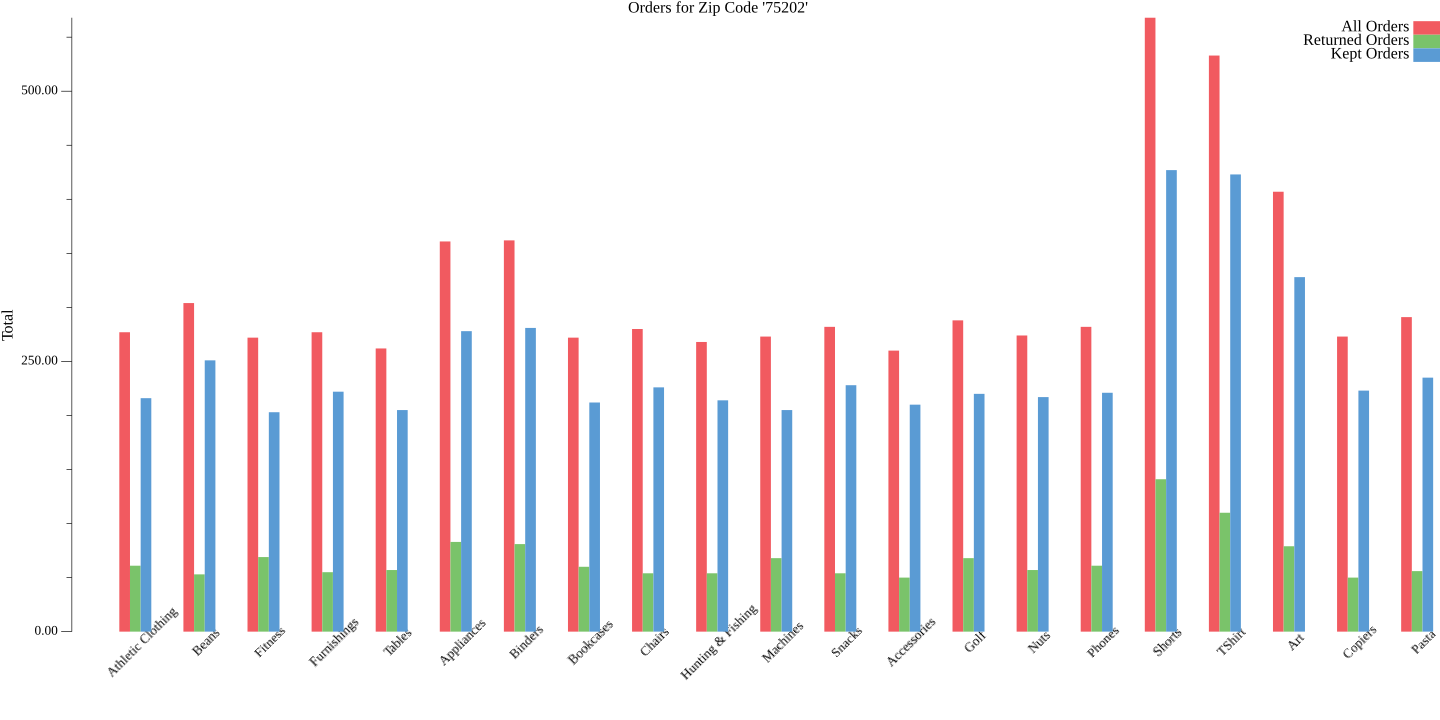 Orders for Zip Code '75202'
All Orders
Returned Orders
Kept Orders
Total
500.00
250.00
0.00
Athletic Clothing
Beans
Fitness
Furnishings
Tables
Appliances
Binders
Bookcases
Chairs
Hunting & Fishing
Machines
Snacks
Accessories
Golf
Nuts
Phones
Shorts
TShirt
Art
Copiers
Pasta